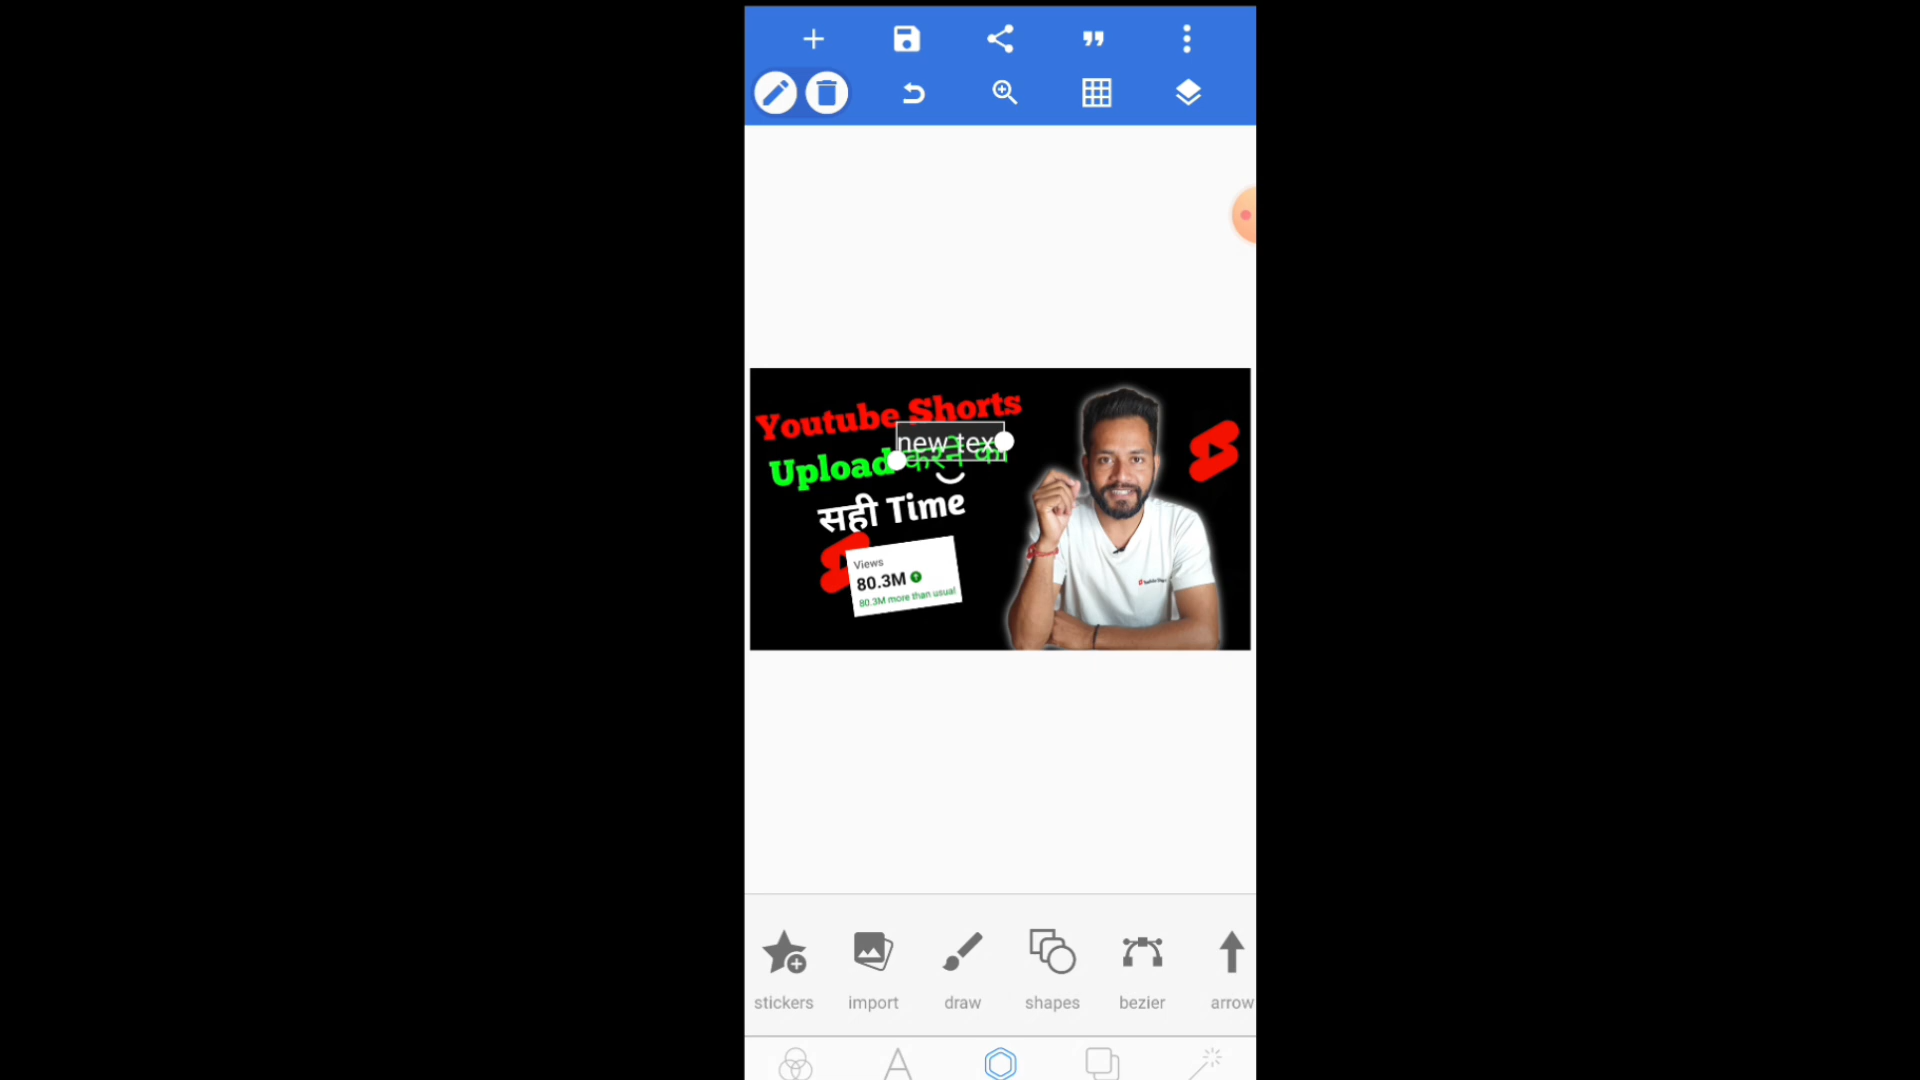 Youtube Shorts
new tex
Upload करने का
सही Time
Views
80.3M
80.3M more than usual
stickers
import
draw
shapes
bezier
arrow